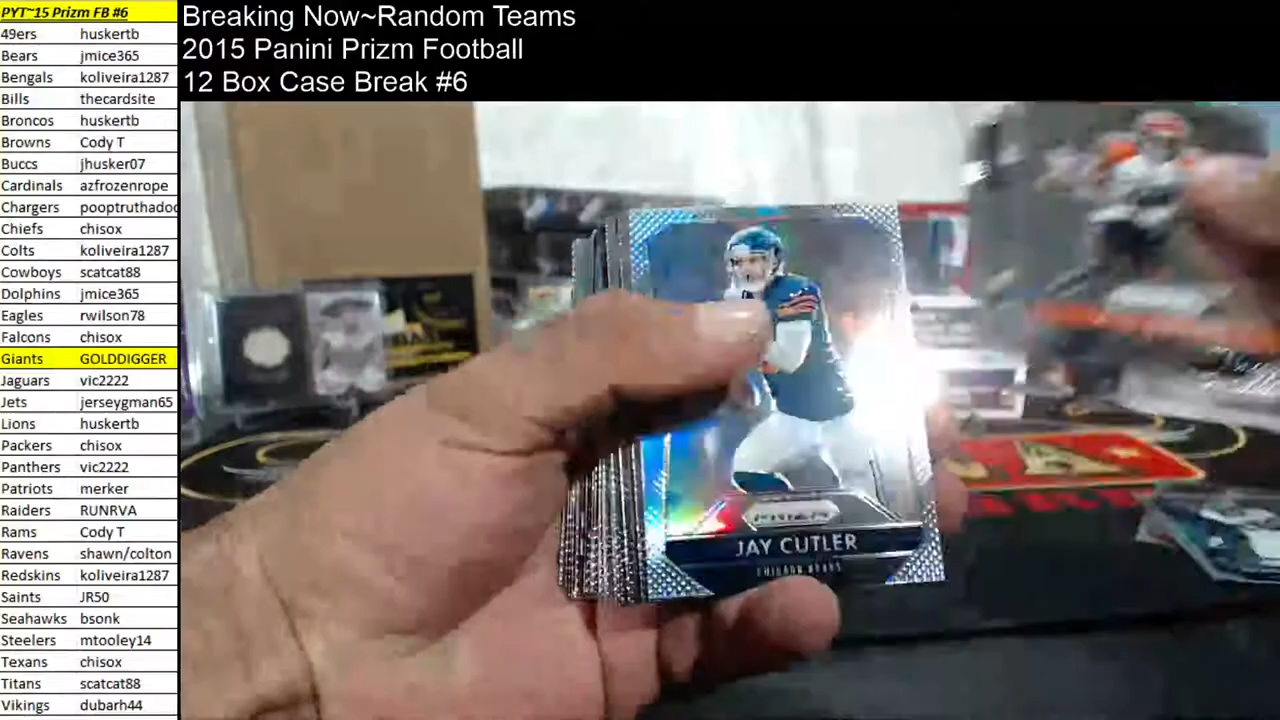 PYT~15 Prizm FB #6
49ers huskertb
Bears jmice365
Bengals koliveira1287
Bills thecardsite
Broncos huskertb
Browns Cody T
Buccs jhusker07
Cardinals azfrozenrope
Chargers pooptruthadoc
Chiefs chisox
Colts koliveira1287
Cowboys scatcat88
Dolphins jmice365
Eagles rwilson78
Falcons chisox
Giants GOLDDIGGER
Jaguars vic2222
Jets jerseygman65
Lions huskertb
Packers chisox
Panthers vic2222
Patriots merker
Raiders RUNRVA
Rams Cody T
Ravens shawn/colton
Redskins koliveira1287
Saints JR50
Seahawks bsonk
Steelers mtooley14
Texans chisox
Titans scatcat88
Vikings dubarh44
Breaking Now~Random Teams
2015 Panini Prizm Football
12 Box Case Break #6
PRIZM
JAY CUTLER
CHICAGO BEARS